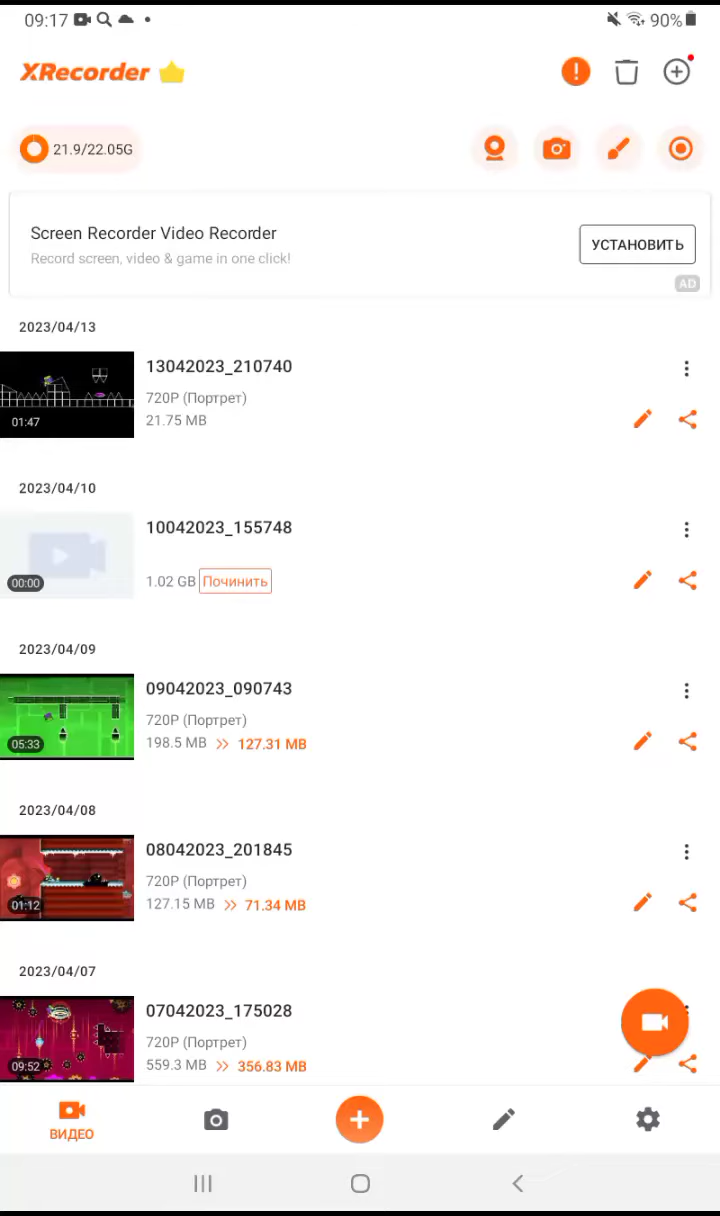 09:17
90%
XRecorder
21.9/22.05G
Screen Recorder Video Recorder
Record screen, video & game in one click!
УСТАНОВИТЬ
AD
2023/04/13
13042023_210740
720P (Портрет)
21.75 MB
01:47
2023/04/10
10042023_155748
1.02 GB Починить
00:00
2023/04/09
09042023_090743
720P (Портрет)
198.5 MB >> 127.31 MB
05:33
2023/04/08
08042023_201845
720P (Портрет)
127.15 MB >> 71.34 MB
01:12
2023/04/07
07042023_175028
720P (Портрет)
559.3 MB >> 356.83 MB
09:52
ВИДЕО